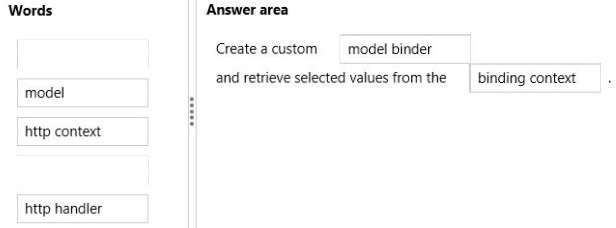 Words
model
http context
http handler
Answer area
Create a custom model binder
and retrieve selected values from the binding context .